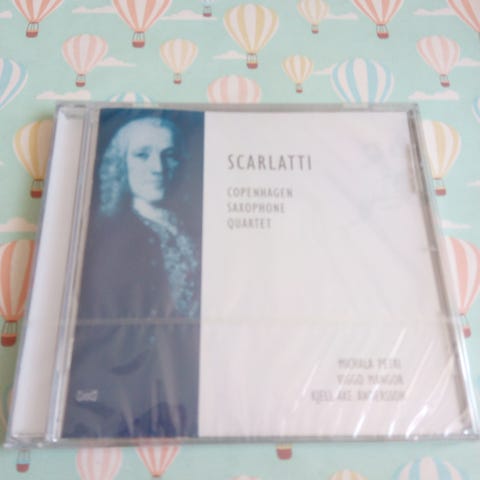 SCARLATTI
COPENHAGEN
SAXOPHONE
QUARTET
MICHALA PETRI
VIGGO MANGOR
KJELL AKE ANDERSSON